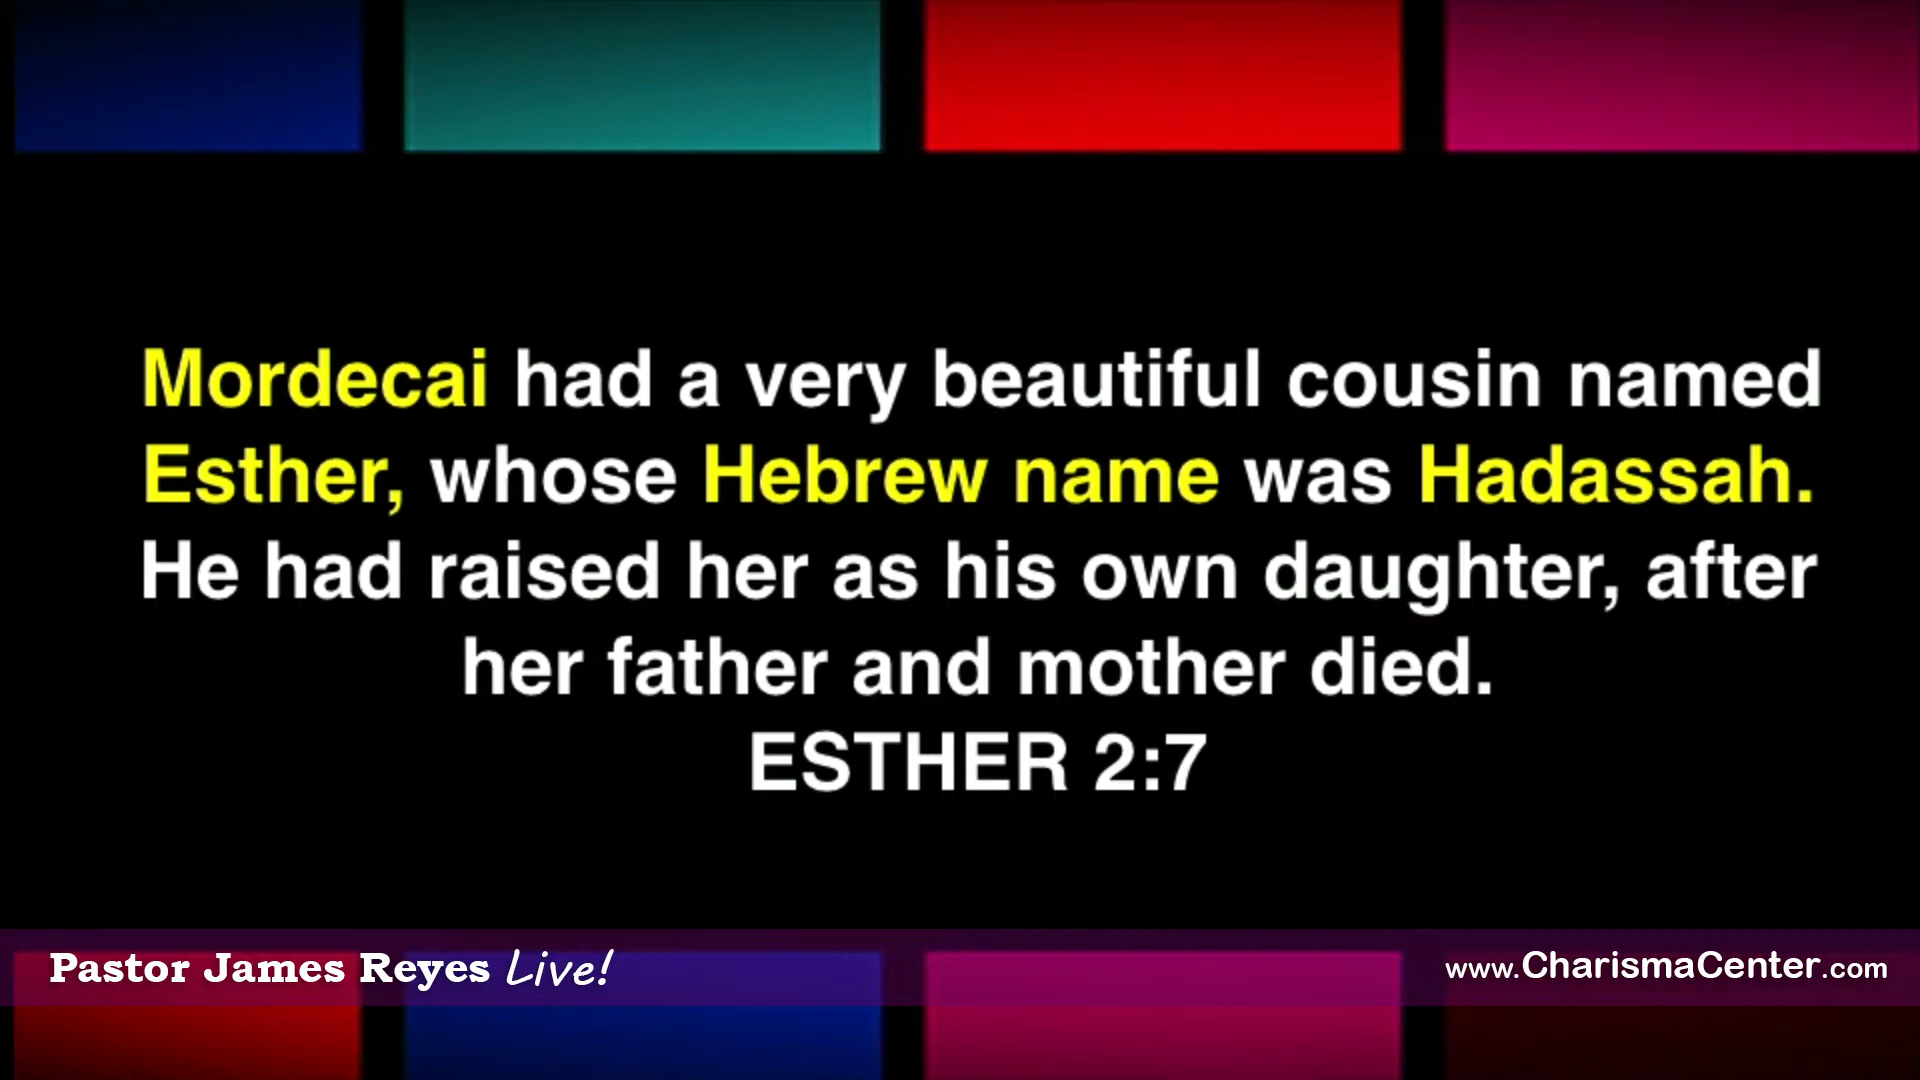 Mordecai had a very beautiful cousin named
Esther, whose Hebrew name was Hadassah.
He had raised her as his own daughter, after
her father and mother died.
ESTHER 2:7
Pastor James Reyes Live!
www.CharismaCenter.com